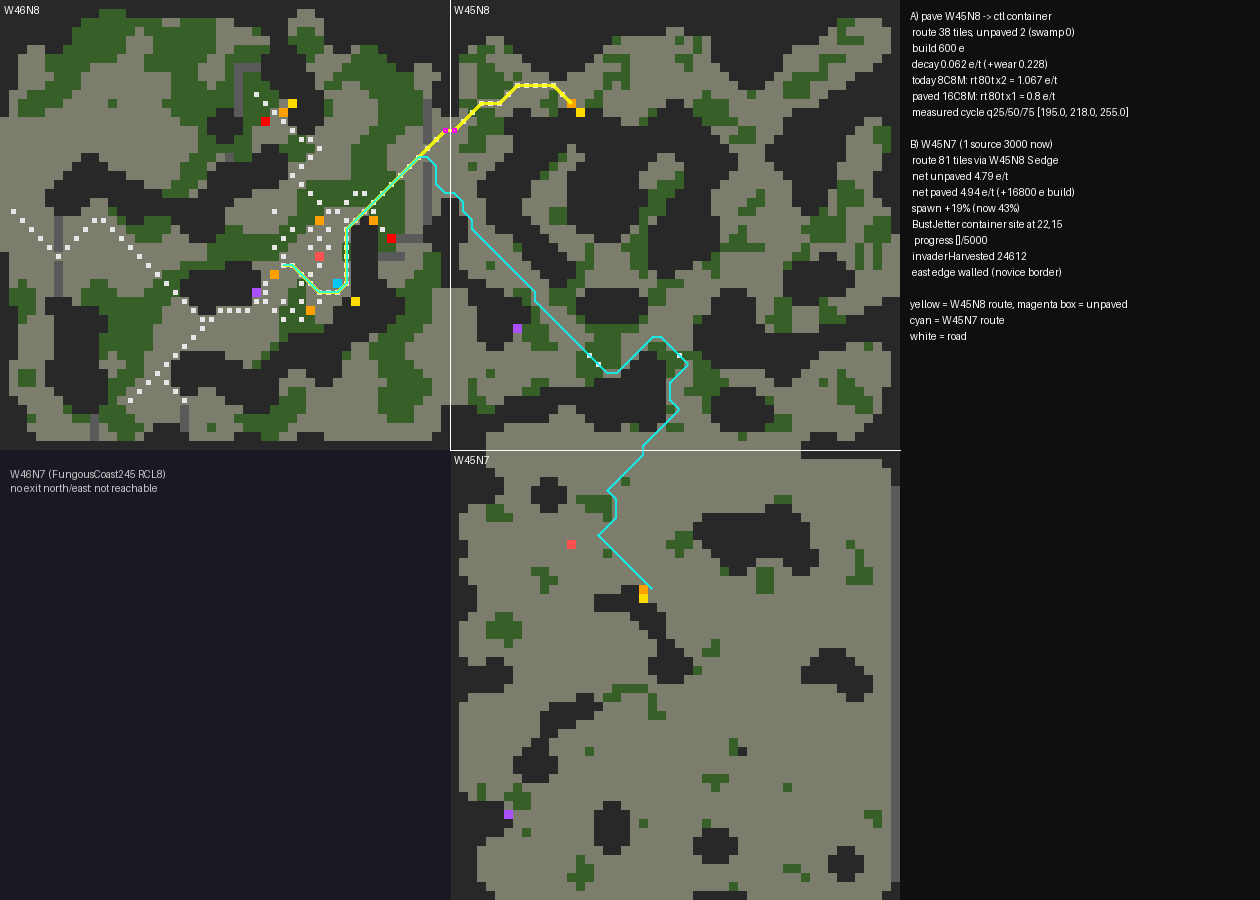 W46N8
W45N8
A) pave W45N8 -> ctl container
route 38 tiles, unpaved 2 (swamp 0)
build 600 e
decay 0.062 e/t (+wear 0.228)
today 8C8M: rt 80t x2 = 1.067 e/t
paved 16C8M: rt 80t x1 = 0.8 e/t
measured cycle q25/50/75 [195.0, 218.0, 255.0]
B) W45N7 (1 source 3000 now)
route 81 tiles via W45N8 S edge
net unpaved 4.79 e/t
net paved 4.94 e/t (+16800 e build)
spawn +19% (now 43%)
BustJetter container site at 22,15
progress []/5000
invaderHarvested 24612
east edge walled (novice border)
yellow = W45N8 route, magenta box = unpaved
cyan = W45N7 route
white = road
W46N7 (FungousCoast245 RCL8)
no exit north/east: not reachable
W45N7